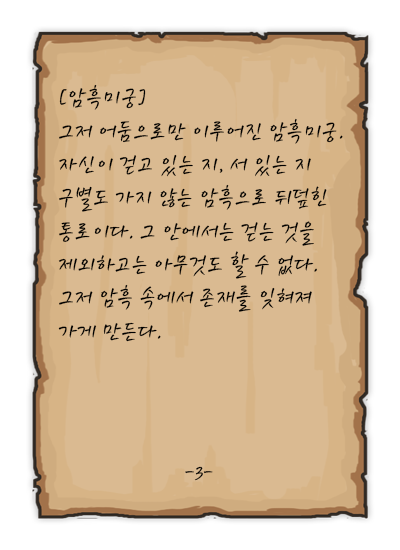 [암흑미궁]
그저 어둠으로만 이루어진 암흑미궁.
자신이 걷고 있는 지, 서 있는 지
구별도 가지 않는 암흑으로 뒤덮힌
통로이다. 그 안에서는 걷는 것을
제외하고는 아무것도 할 수 없다.
그저 암흑 속에서 존재를 잊혀져
가게 만든다.
-3-